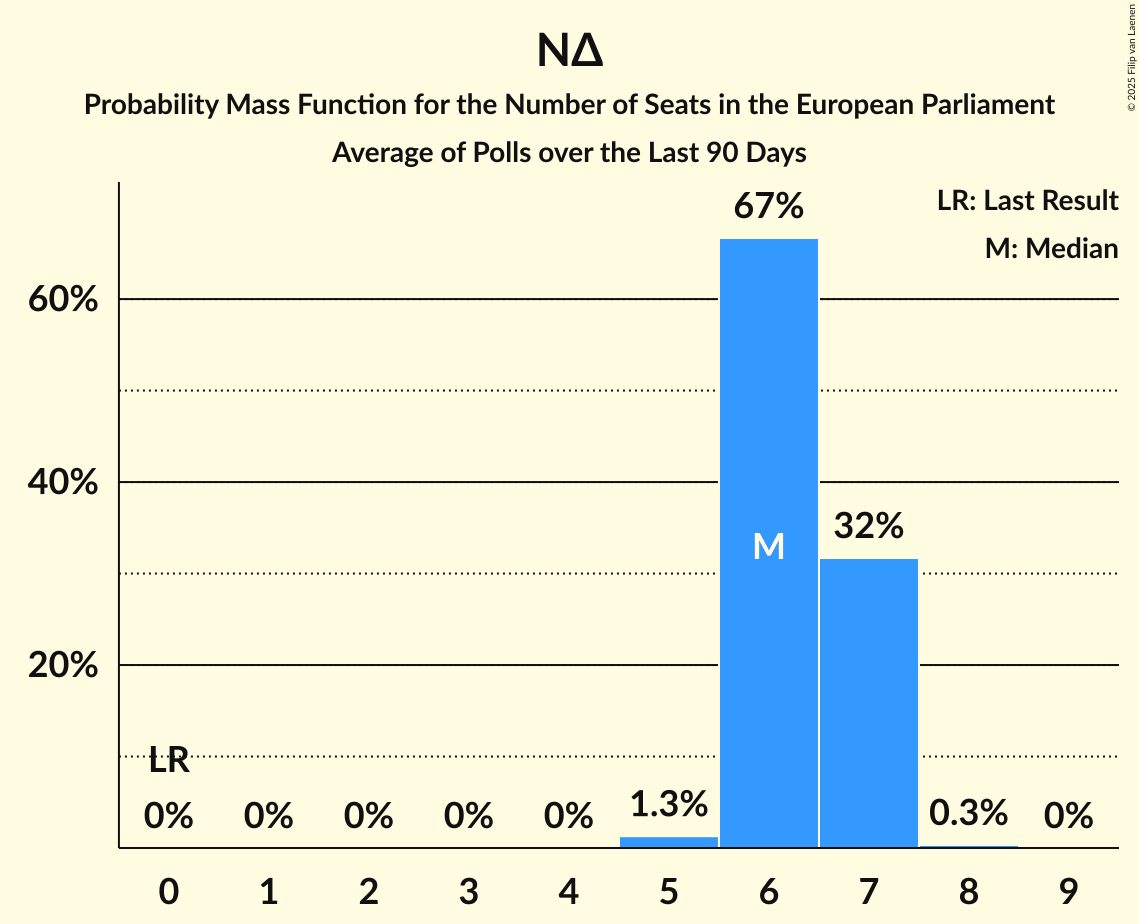 ΝΔ
Probability Mass Function for the Number of Seats in the European Parliament
Average of Polls over the Last 90 Days
© 2025 Filip van Laenen
LR: Last Result
M: Median
67%
60%
40%
M
32%
20%
LR
0% 0% 0% 0% 0% 1.3% 0.3% 0%
0 1 2 3 4 5 6 7 8 9